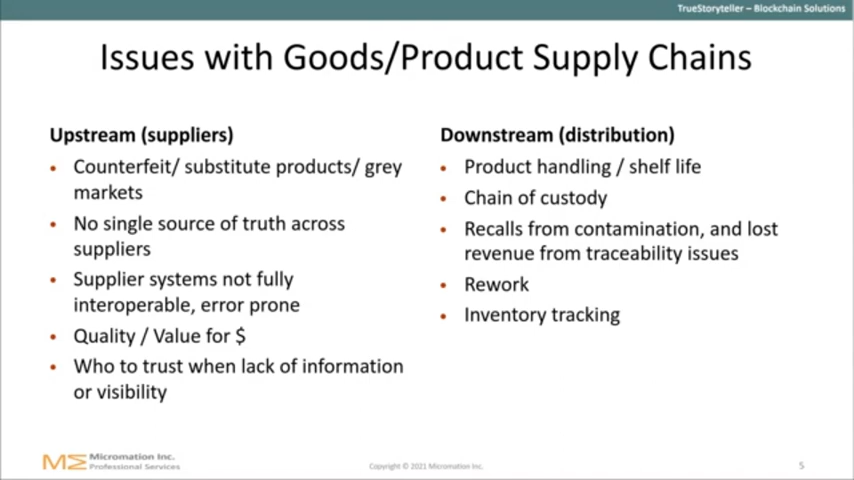 TrueStoryteller – Blockchain Solutions
Issues with Goods/Product Supply Chains
Upstream (suppliers)
• Counterfeit/ substitute products/ grey
markets
• No single source of truth across
suppliers
• Supplier systems not fully
interoperable, error prone
• Quality / Value for $
• Who to trust when lack of information
or visibility
Downstream (distribution)
• Product handling / shelf life
• Chain of custody
• Recalls from contamination, and lost
revenue from traceability issues
• Rework
• Inventory tracking
Micromation Inc.
Professional Services
Copyright © 2021 Micromation Inc.
5